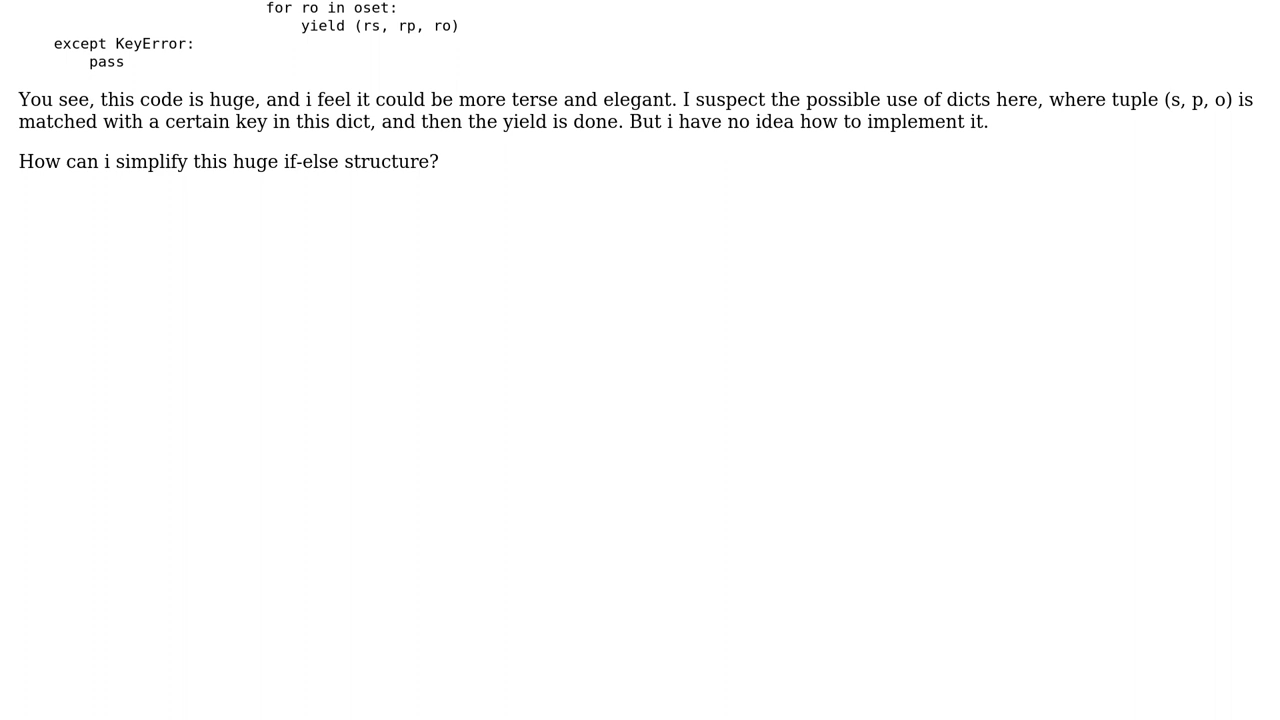 for ro in oset:
yield (rs, rp, ro)
except KeyError:
pass
You see, this code is huge, and i feel it could be more terse and elegant. I suspect the possible use of dicts here, where tuple (s, p, o) is
matched with a certain key in this dict, and then the yield is done. But i have no idea how to implement it.
How can i simplify this huge if-else structure?